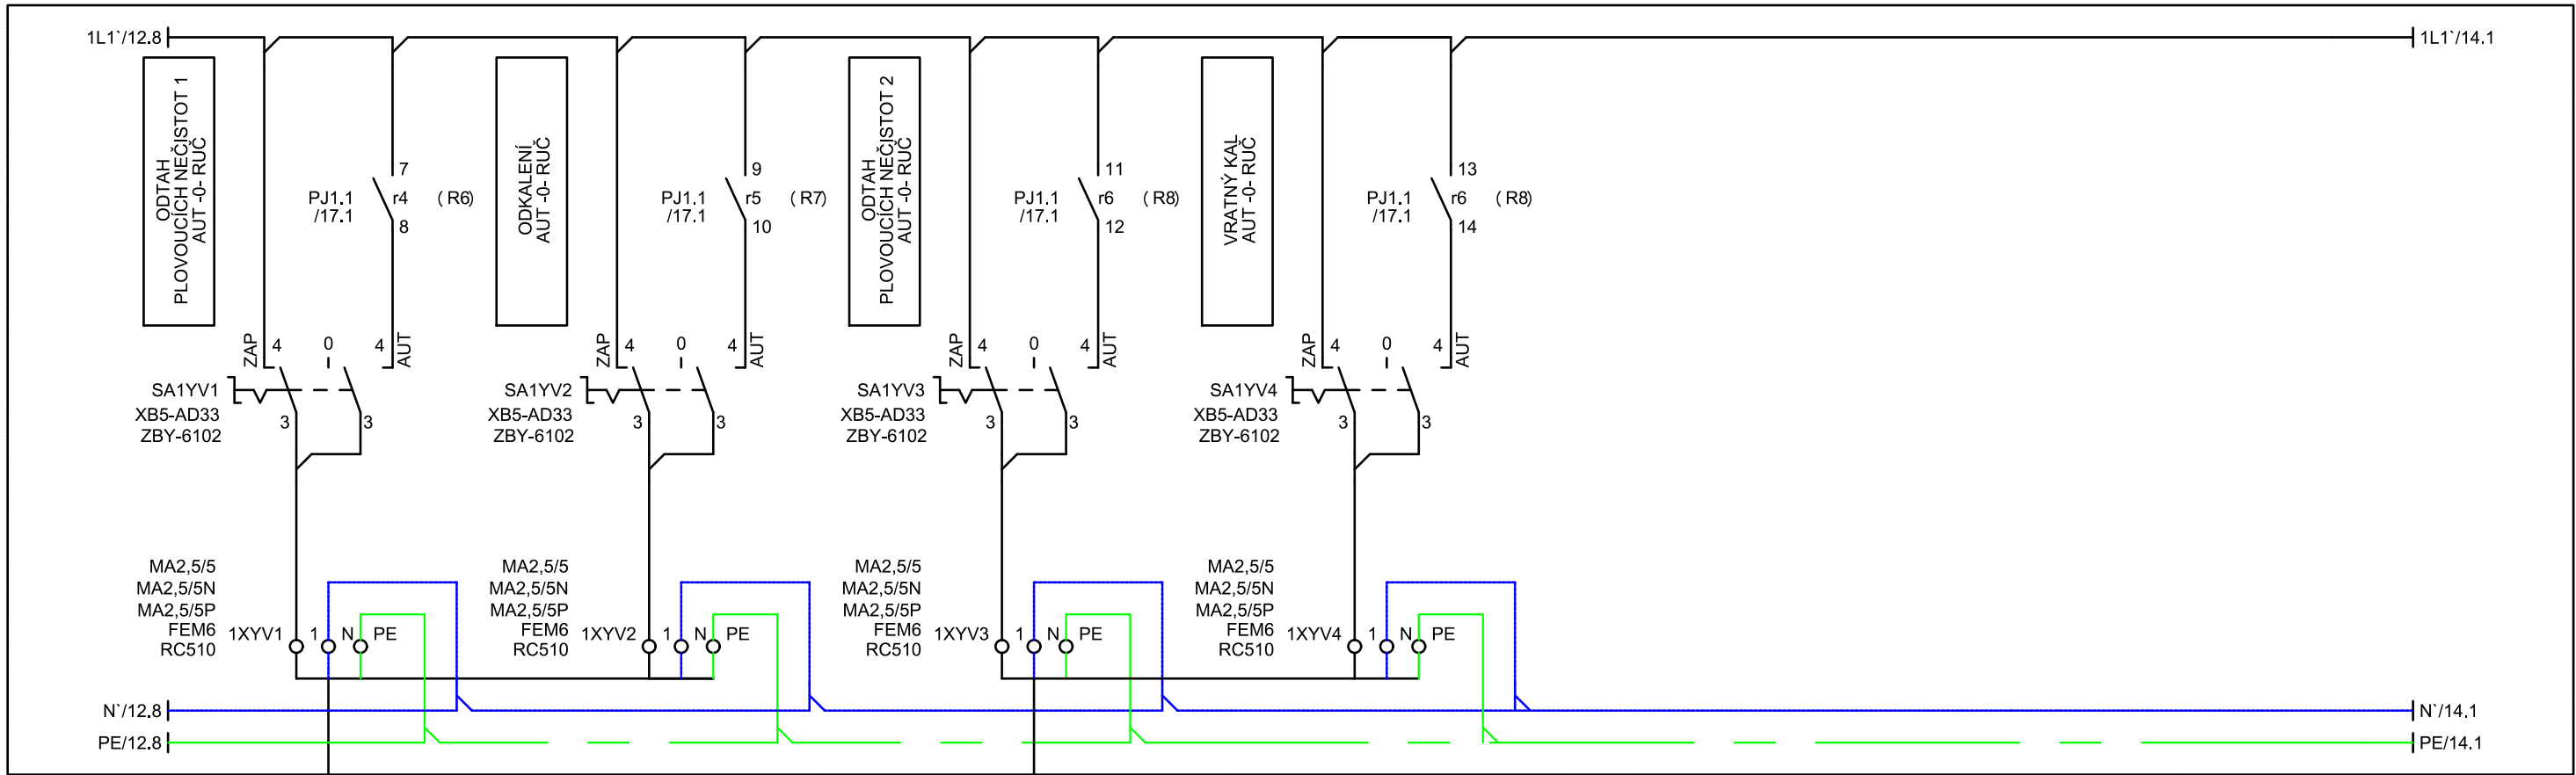 1L1`/12.8
1L1`/14.1
ODTAH
PLOVOUCÍCH NEČISTOT 1
AUT -0- RUČ
7
PJ1.1
r4
( R6)
/17.1
8
ODKALENÍ
AUT -0- RUČ
9
PJ1.1
r5
( R7)
/17.1
10
ODTAH
PLOVOUCÍCH NEČISTOT 2
AUT -0- RUČ
11
PJ1.1
r6
( R8)
/17.1
12
VRATNÝ KAL
AUT -0- RUČ
13
PJ1.1
r6
( R8)
/17.1
14
ZAP
4
0
4
AUT
SA1YV1
XB5-AD33
ZBY-6102
3
3
ZAP
4
0
4
AUT
SA1YV2
XB5-AD33
ZBY-6102
3
3
ZAP
4
0
4
AUT
SA1YV3
XB5-AD33
ZBY-6102
3
3
ZAP
4
0
4
AUT
SA1YV4
XB5-AD33
ZBY-6102
3
3
MA2,5/5
MA2,5/5N
MA2,5/5P
FEM6
RC510
1XYV1
1
N
PE
MA2,5/5
MA2,5/5N
MA2,5/5P
FEM6
RC510
1XYV2
1
N
PE
MA2,5/5
MA2,5/5N
MA2,5/5P
FEM6
RC510
1XYV3
1
N
PE
MA2,5/5
MA2,5/5N
MA2,5/5P
FEM6
RC510
1XYV4
1
N
PE
N`/12.8
N`/14.1
PE/12.8
PE/14.1